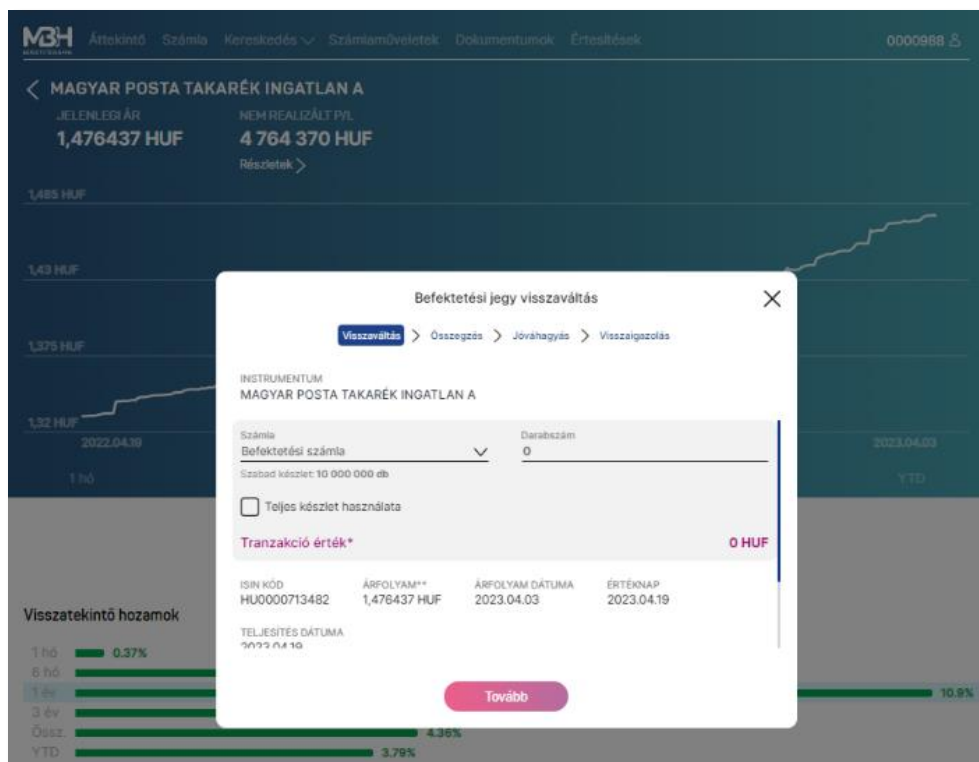 MBH Áttekintő Számla Kereskedés Számlaműveletek Dokumentumok Értesítések 0000988
MAGYAR POSTA TAKARÉK INGATLAN A
JELENLEGI ÁR NEM REALIZÁLT P/L
1,476437 HUF 4 764 370 HUF
Részletek
1,485 HUF
1,43 HUF
1,375 HUF
1,32 HUF
2022.04.19 2023.04.03
1 hó YTD
Befektetési jegy visszaváltás
Visszaváltás > Összegzés > Jóváhagyás > Visszaigazolás
INSTRUMENTUM
MAGYAR POSTA TAKARÉK INGATLAN A
Számla Darabszám
Befektetési számla 0
Szabad készlet: 10 000 000 db
Teljes készlet használata
Tranzakció érték* 0 HUF
ISIN KÓD ÁRFOLYAM** ÁRFOLYAM DÁTUMA ÉRTÉKNAP
HU0000713482 1,476437 HUF 2023.04.03 2023.04.19
TELJESÍTÉS DÁTUMA
2023.04.19
Tovább
Visszatekintő hozamok
1 hó 0.37%
6 hó
1 év 10.9%
3 év
Össz. 4.36%
YTD 3.79%